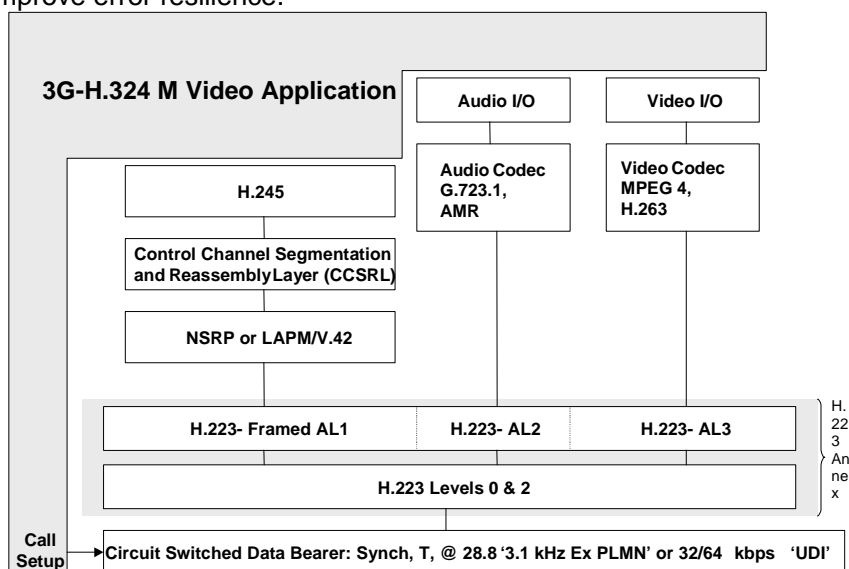 mprove error resilience.
3G-H.324 M Video Application
Audio I/O
Video I/O
H.245
Audio Codec
G.723.1,
AMR
Video Codec
MPEG 4,
H.263
Control Channel Segmentation
and ReassemblyLayer (CCSRL)
NSRP or LAPM/V.42
H.223- Framed AL1
H.223- AL2
H.223- AL3
H.
22
3
An
ne
x
H.223 Levels 0 & 2
Call
Setup
Circuit Switched Data Bearer: Synch, T, @ 28.8 '3.1 kHz Ex PLMN' or 32/64 kbps 'UDI'